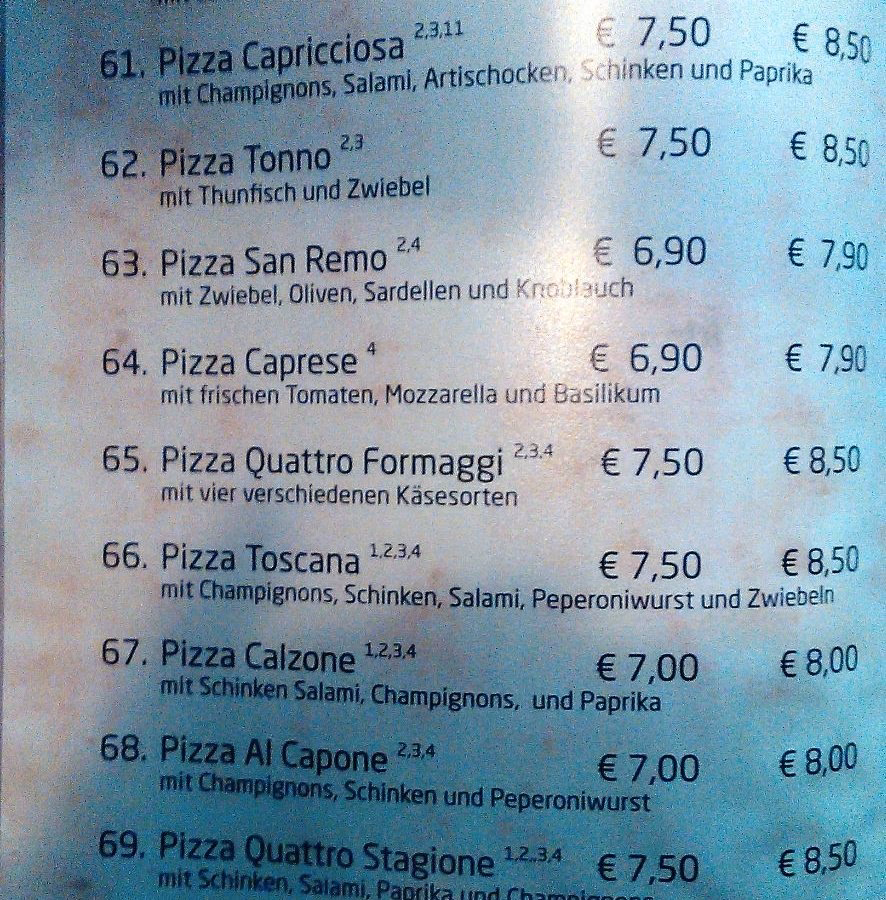 61. Pizza Capricciosa 2,3,11 € 7,50 € 8,50
mit Champignons, Salami, Artischocken, Schinken und Paprika
62. Pizza Tonno 2,3 € 7,50 € 8,50
mit Thunfisch und Zwiebel
63. Pizza San Remo 2,4 € 6,90 € 7,90
mit Zwiebel, Oliven, Sardellen und Knoblauch
64. Pizza Caprese 4 € 6,90 € 7,90
mit frischen Tomaten, Mozzarella und Basilikum
65. Pizza Quattro Formaggi 2,3,4 € 7,50 € 8,50
mit vier verschiedenen Käsesorten
66. Pizza Toscana 1,2,3,4 € 7,50 € 8,50
mit Champignons, Schinken, Salami, Peperoniwurst und Zwiebeln
67. Pizza Calzone 1,2,3,4 € 7,00 € 8,00
mit Schinken Salami, Champignons, und Paprika
68. Pizza Al Capone 2,3,4 € 7,00 € 8,00
mit Champignons, Schinken und Peperoniwurst
69. Pizza Quattro Stagione 1,2,3,4 € 7,50 € 8,50
mit Schinken, Salami, Paprika und Champignons